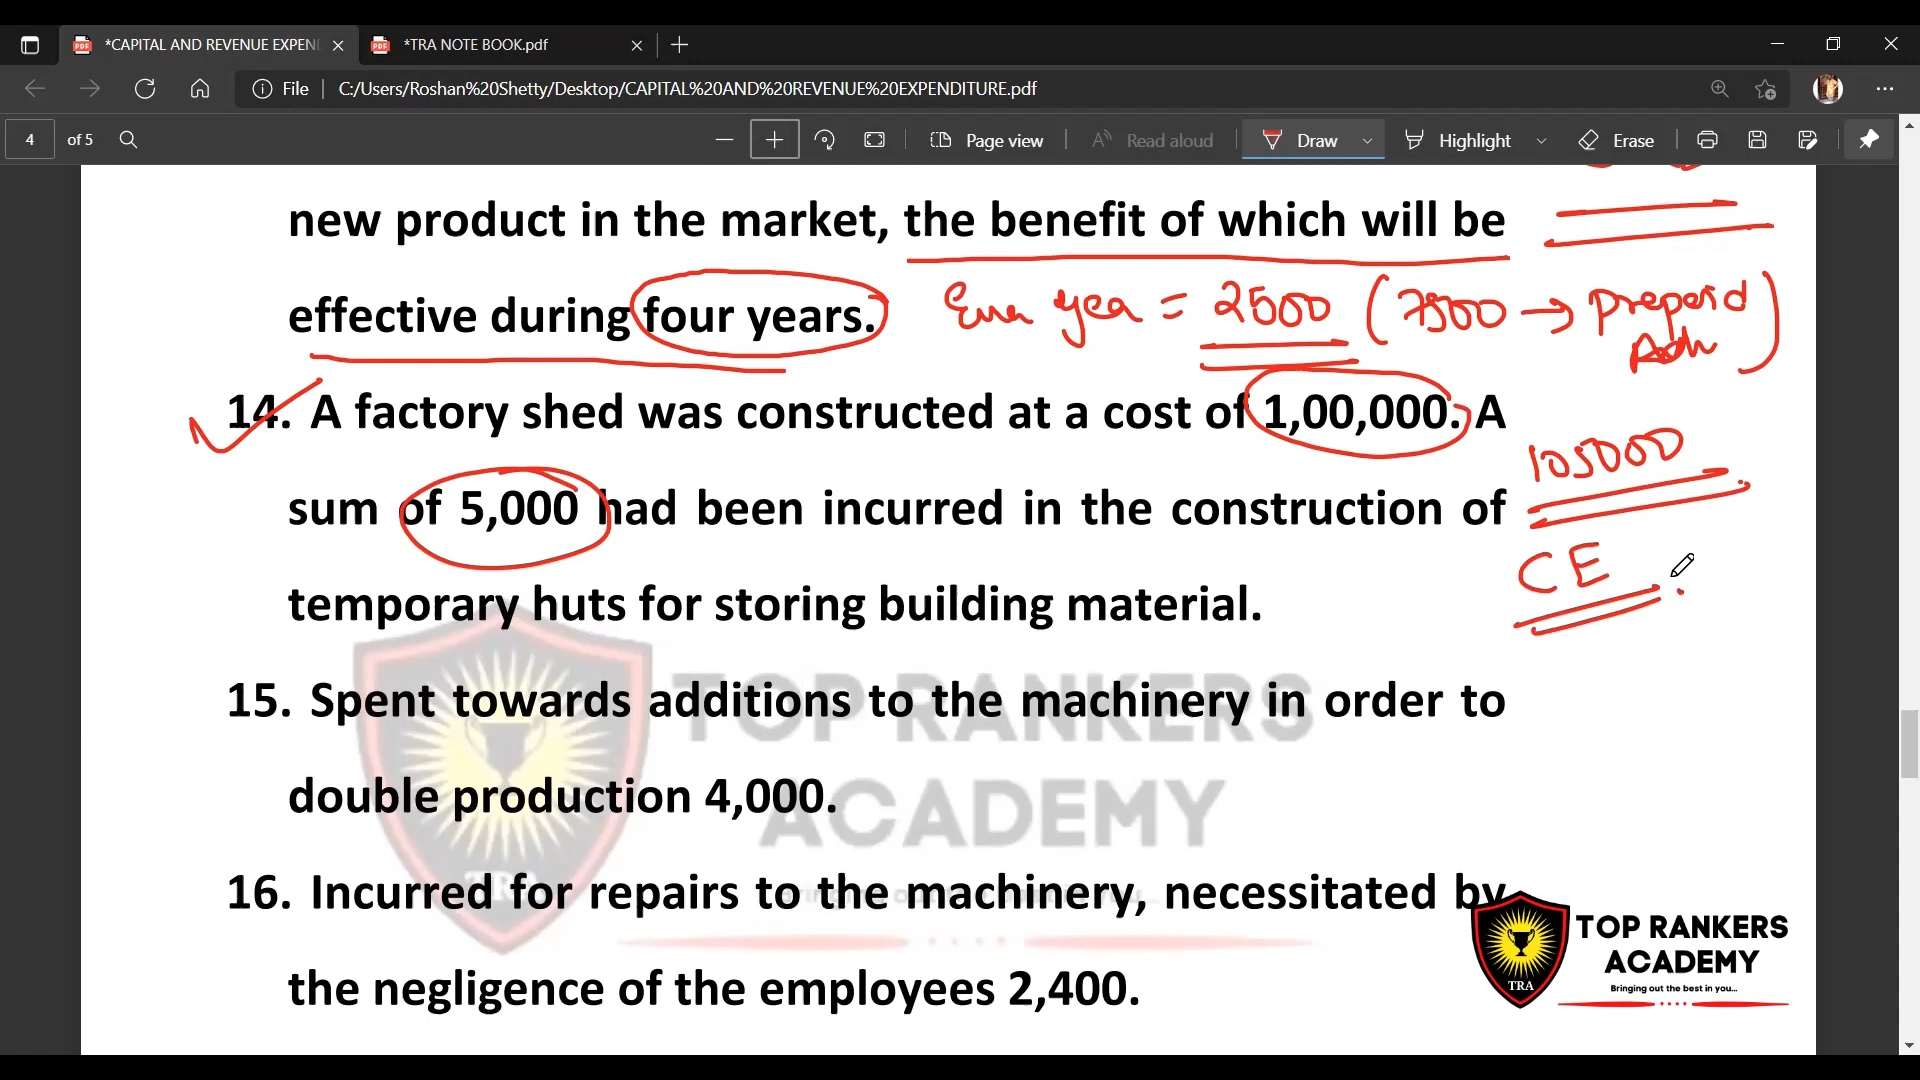 *CAPITAL AND REVENUE EXPEN
*TRA NOTE BOOK.pdf
File
C:/Users/Roshan%20Shetty/Desktop/CAPITAL%20AND%20REVENUE%20EXPENDITURE.pdf
4 of 5
Page view
Read aloud
Draw
Highlight
Erase
new product in the market, the benefit of which will be
effective during four years.
year = 2500 (7500 → prepaid
Adv)
14. A factory shed was constructed at a cost of 1,00,000. A
105000
sum of 5,000 had been incurred in the construction of
CE
temporary huts for storing building material.
15. Spent towards additions to the machinery in order to
double production 4,000.
16. Incurred for repairs to the machinery, necessitated by
the negligence of the employees 2,400.
TOP RANKERS
ACADEMY
TOP RANKERS
ACADEMY
Bringing out the best in you...
TRA